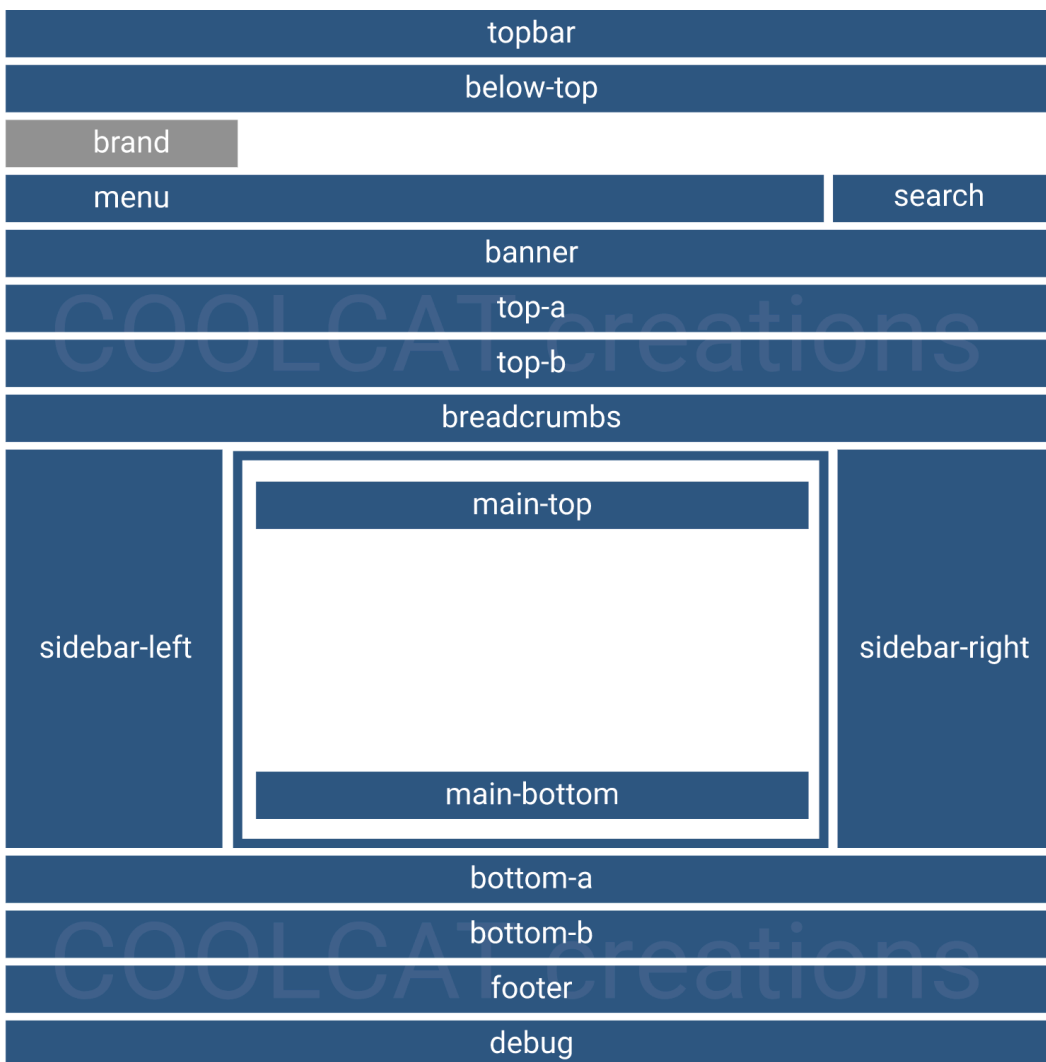 topbar
below-top
brand
menu
search
banner
top-a
COOLCAT creations
top-b
breadcrumbs
main-top
sidebar-left
sidebar-right
main-bottom
bottom-a
bottom-b
COOLCAT creations
footer
debug